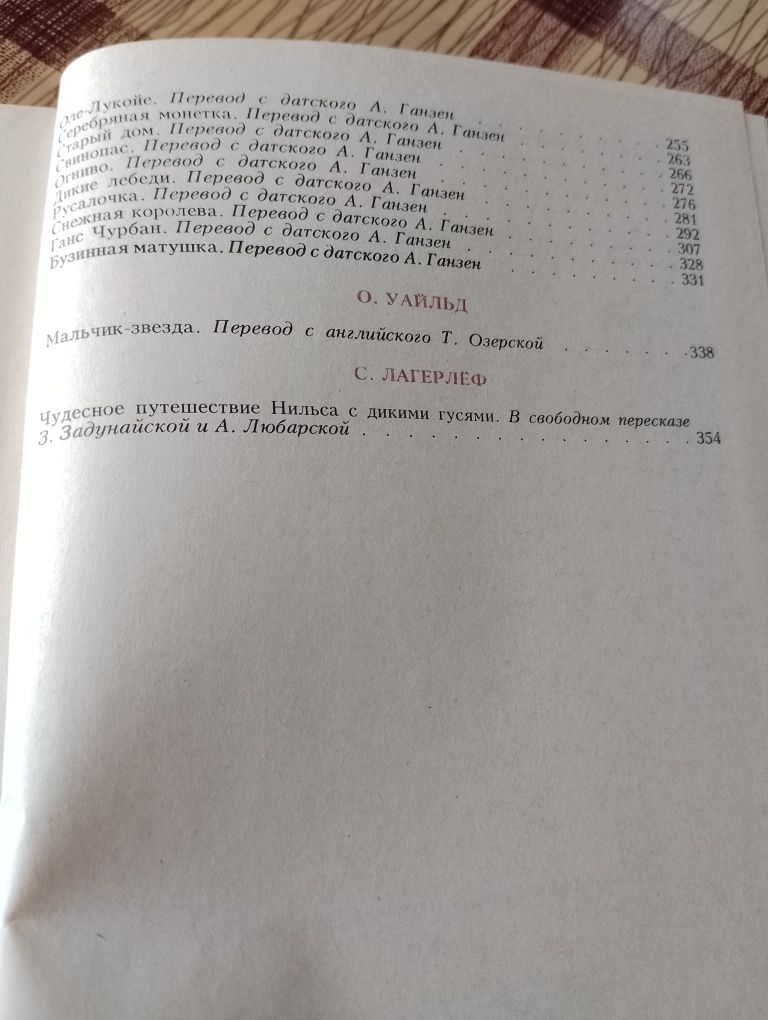 Оле-Лукойе. Перевод с датского А. Ганзен . . . . . . . 255
Серебряная монетка. Перевод с датского А. Ганзен . . . . . . 263
Старый дом. Перевод с датского А. Ганзен . . . . . . . 266
Свинопас. Перевод с датского А. Ганзен . . . . . . . 272
Огниво. Перевод с датского А. Ганзен . . . . . . . 276
Дикие лебеди. Перевод с датского А. Ганзен . . . . . . . 281
Русалочка. Перевод с датского А. Ганзен . . . . . . . 292
Снежная королева. Перевод с датского А. Ганзен . . . . . . 307
Ганс Чурбан. Перевод с датского А. Ганзен . . . . . . . 328
Бузинная матушка. Перевод с датского А. Ганзен . . . . . . 331
О. УАЙЛЬД
Мальчик-звезда. Перевод с английского Т. Озерской . . . . . . 338
С. ЛАГЕРЛЁФ
Чудесное путешествие Нильса с дикими гусями. В свободном пересказе
З. Задунайской и А. Любарской . . . . . . . . . . . . 354